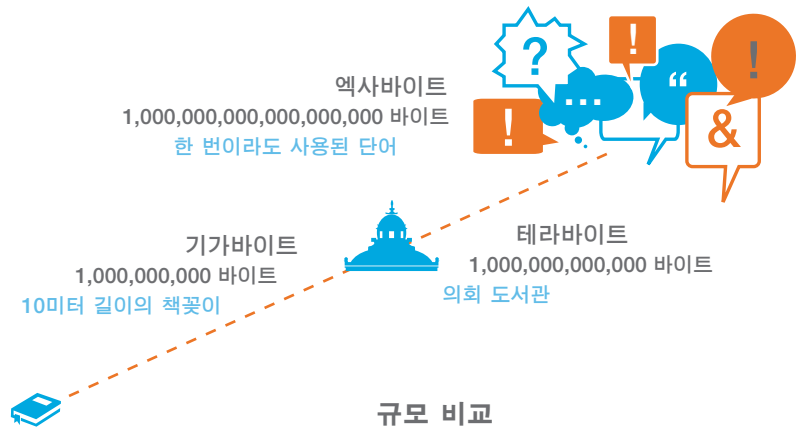 엑사바이트
1,000,000,000,000,000,000 바이트
한 번이라도 사용된 단어
?
!
!
...
“
!
&
기가바이트
1,000,000,000 바이트
10미터 길이의 책꽂이
테라바이트
1,000,000,000,000 바이트
의회 도서관
규모 비교